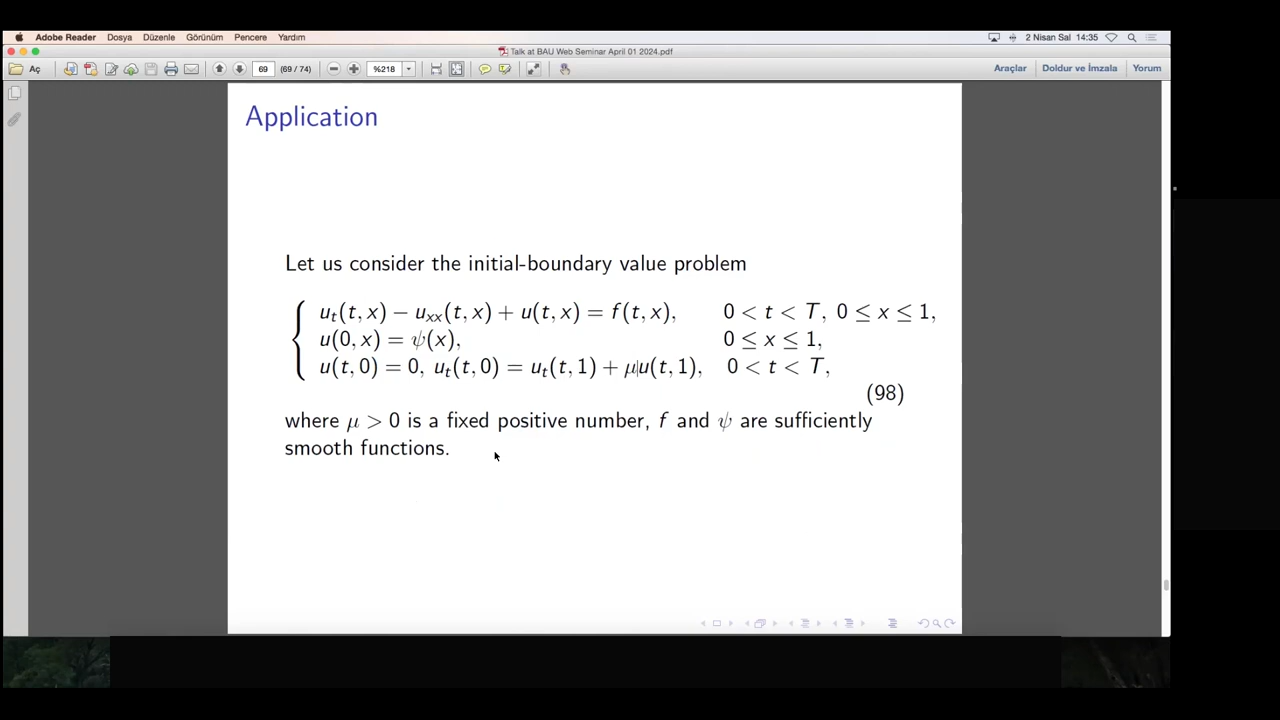 Adobe Reader Dosya Düzenle Görünüm Pencere Yardım 2 Nisan Sal 14:35
Talk at BAU Web Seminar April 01 2024.pdf
Aç 69 (69 / 74) %218 Araçlar Doldur ve İmzala Yorum
Application
Let us consider the initial-boundary value problem
u_t(t, x) − u_xx(t, x) + u(t, x) = f(t, x), 0 < t < T, 0 ≤ x ≤ 1,
u(0, x) = ψ(x), 0 ≤ x ≤ 1,
u(t, 0) = 0, u_t(t, 0) = u_t(t, 1) + μu(t, 1), 0 < t < T,
(98)
where μ > 0 is a fixed positive number, f and ψ are sufficiently
smooth functions.